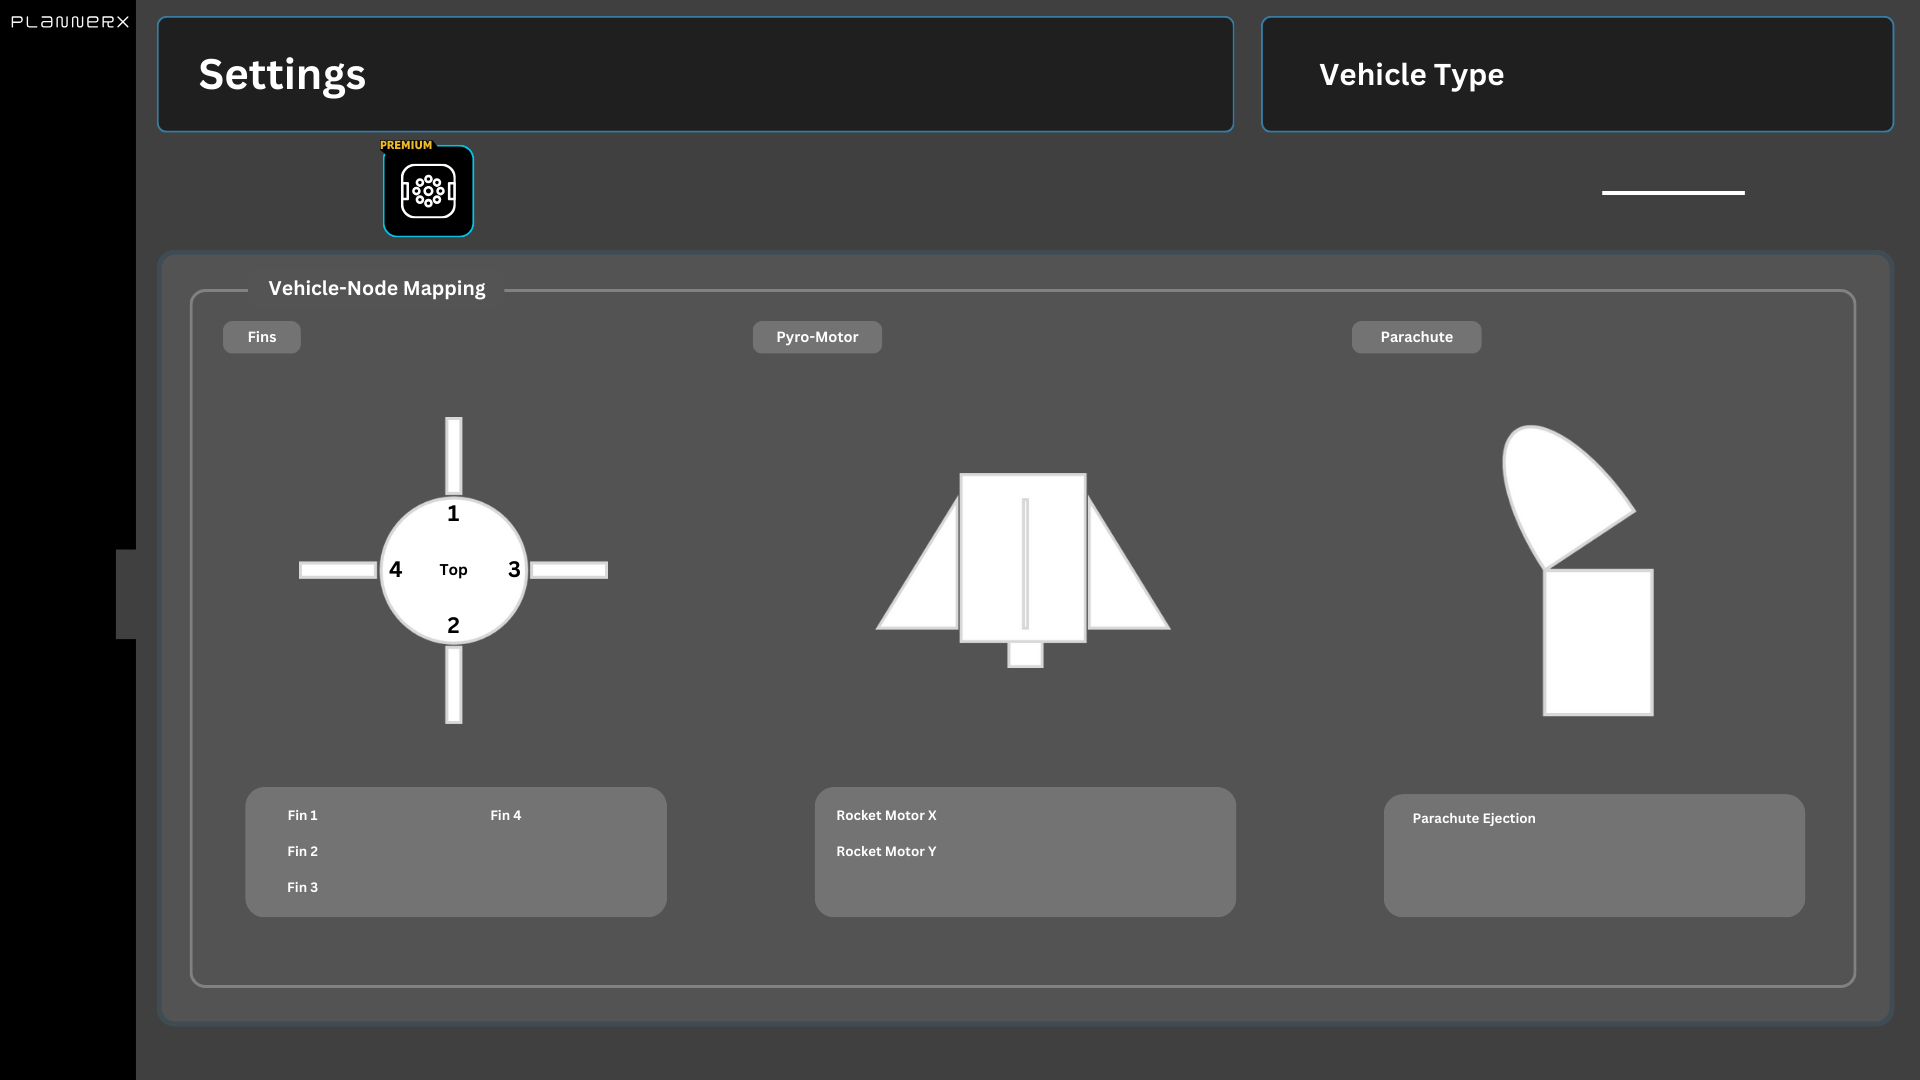 PLANNERX
Settings
Vehicle Type
PREMIUM
Vehicle-Node Mapping
Fins
Pyro-Motor
Parachute
1
4
Top
3
2
Fin 1
Fin 4
Fin 2
Fin 3
Rocket Motor X
Rocket Motor Y
Parachute Ejection